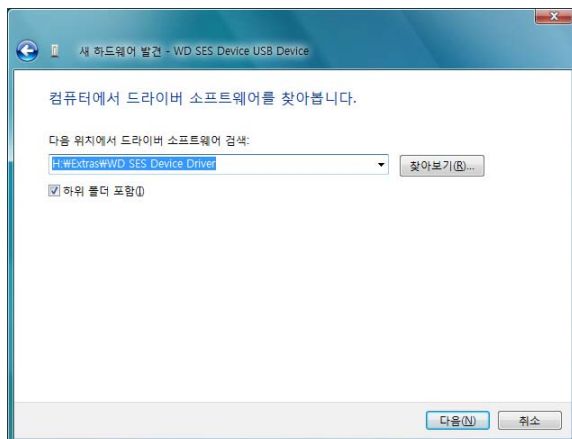 새 하드웨어 발견 - WD SES Device USB Device
컴퓨터에서 드라이버 소프트웨어를 찾아봅니다.
다음 위치에서 드라이버 소프트웨어 검색:
H:₩Extras₩WD SES Device Driver
찾아보기(R)...
하위 폴더 포함(I)
다음(N)
취소